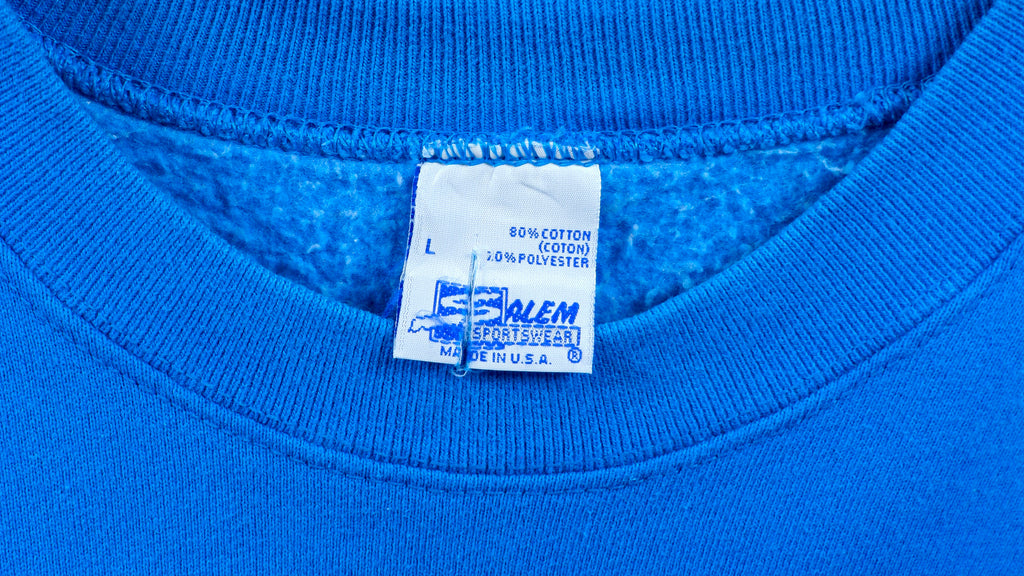 80% COTTON
(COTON)
L
20% POLYESTER
SALEM
SPORTSWEAR
MADE IN U.S.A. ®